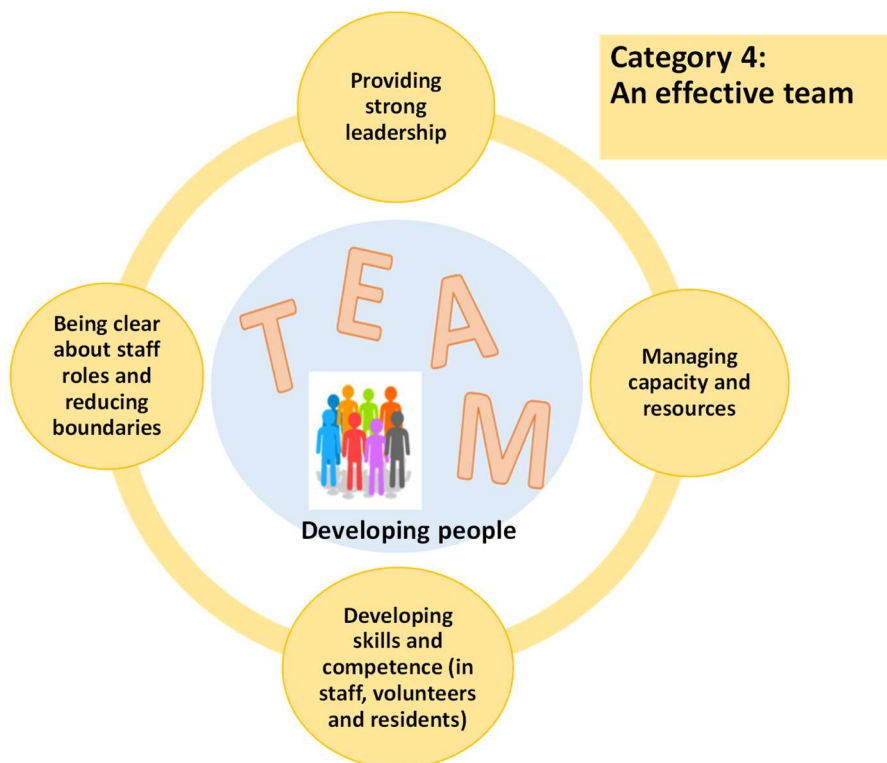 Category 4:
An effective team
Providing
strong
leadership
Being clear
about staff
roles and
reducing
boundaries
TEAM
Developing people
Managing
capacity and
resources
Developing
skills and
competence (in
staff, volunteers
and residents)